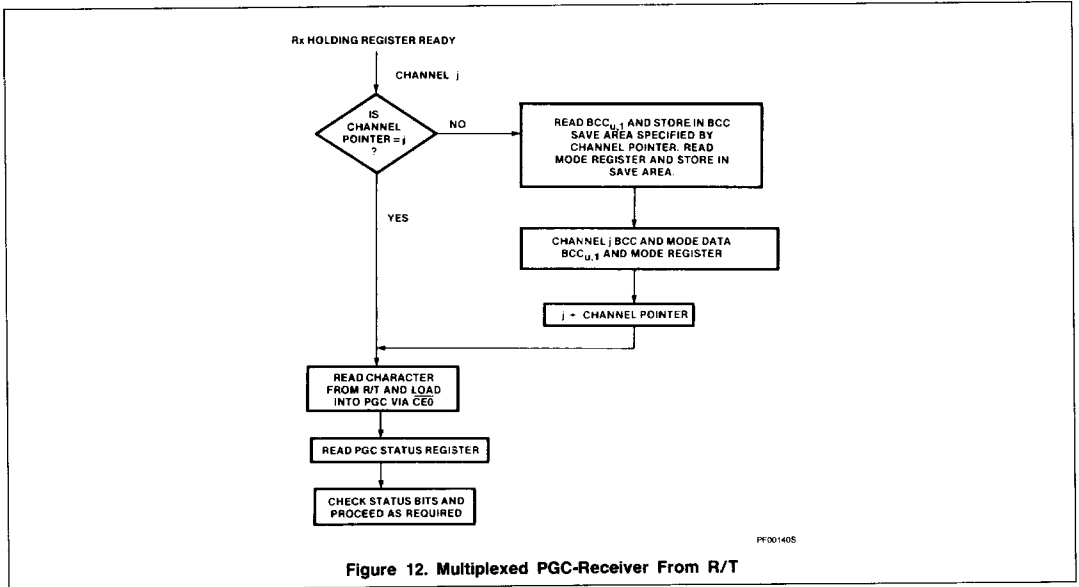 Rx HOLDING REGISTER READY
CHANNEL j
IS
CHANNEL
POINTER = j
?
NO
READ BCCu,1 AND STORE IN BCC
SAVE AREA SPECIFIED BY
CHANNEL POINTER. READ
MODE REGISTER AND STORE IN
SAVE AREA.
YES
CHANNEL j BCC AND MODE DATA
BCCu,1 AND MODE REGISTER
j + CHANNEL POINTER
READ CHARACTER
FROM R/T AND LOAD
INTO PGC VIA C̅E̅0̅
READ PGC STATUS REGISTER
CHECK STATUS BITS AND
PROCEED AS REQUIRED
PF00140S
Figure 12. Multiplexed PGC-Receiver From R/T